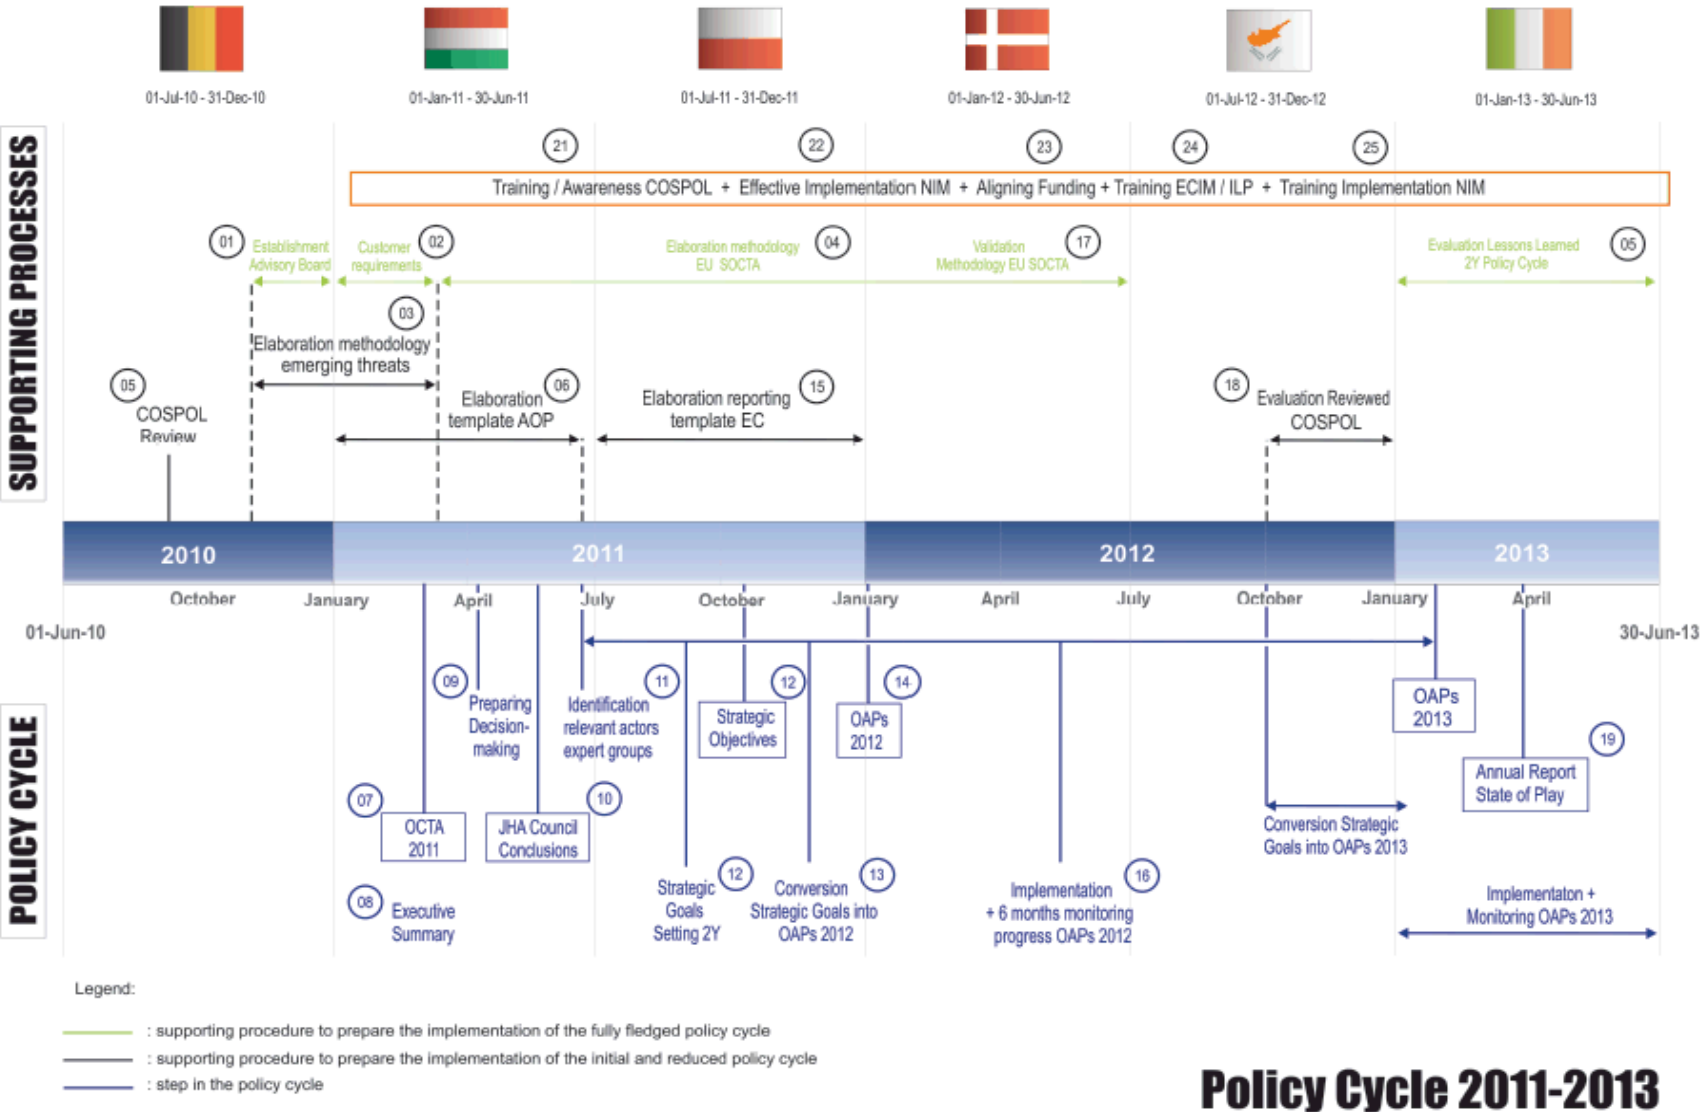 01-Jul-10 - 31-Dec-10
01-Jan-11 - 30-Jun-11
01-Jul-11 - 31-Dec-11
01-Jan-12 - 30-Jun-12
01-Jul-12 - 31-Dec-12
01-Jan-13 - 30-Jun-13
SUPPORTING PROCESSES
21
22
23
24
25
Training / Awareness COSPOL + Effective Implementation NIM + Aligning Funding + Training ECIM / ILP + Training Implementation NIM
01
Establishment
Advisory Board
Customer
requirements
02
Elaboration methodology
EU SOCTA
04
Validation
Methodology EU SOCTA
17
Evaluation Lessons Learned
2Y Policy Cycle
05
03
Elaboration methodology
emerging threats
05
COSPOL
Review
Elaboration
template AOP
06
Elaboration reporting
template EC
15
18
Evaluation Reviewed
COSPOL
2010
2011
2012
2013
October
January
April
July
October
January
April
July
October
January
April
01-Jun-10
30-Jun-13
POLICY CYCLE
09
Preparing
Decision-
making
Identification
relevant actors
expert groups
11
Strategic
Objectives
12
OAPs
2012
14
OAPs
2013
19
Annual Report
State of Play
07
OCTA
2011
JHA Council
Conclusions
10
Conversion Strategic
Goals into OAPs 2013
08
Executive
Summary
Strategic
Goals
Setting 2Y
12
Conversion
Strategic Goals into
OAPs 2012
13
Implementation
+ 6 months monitoring
progress OAPs 2012
16
Implementaton +
Monitoring OAPs 2013
Legend:
: supporting procedure to prepare the implementation of the fully fledged policy cycle
: supporting procedure to prepare the implementation of the initial and reduced policy cycle
: step in the policy cycle
Policy Cycle 2011-2013